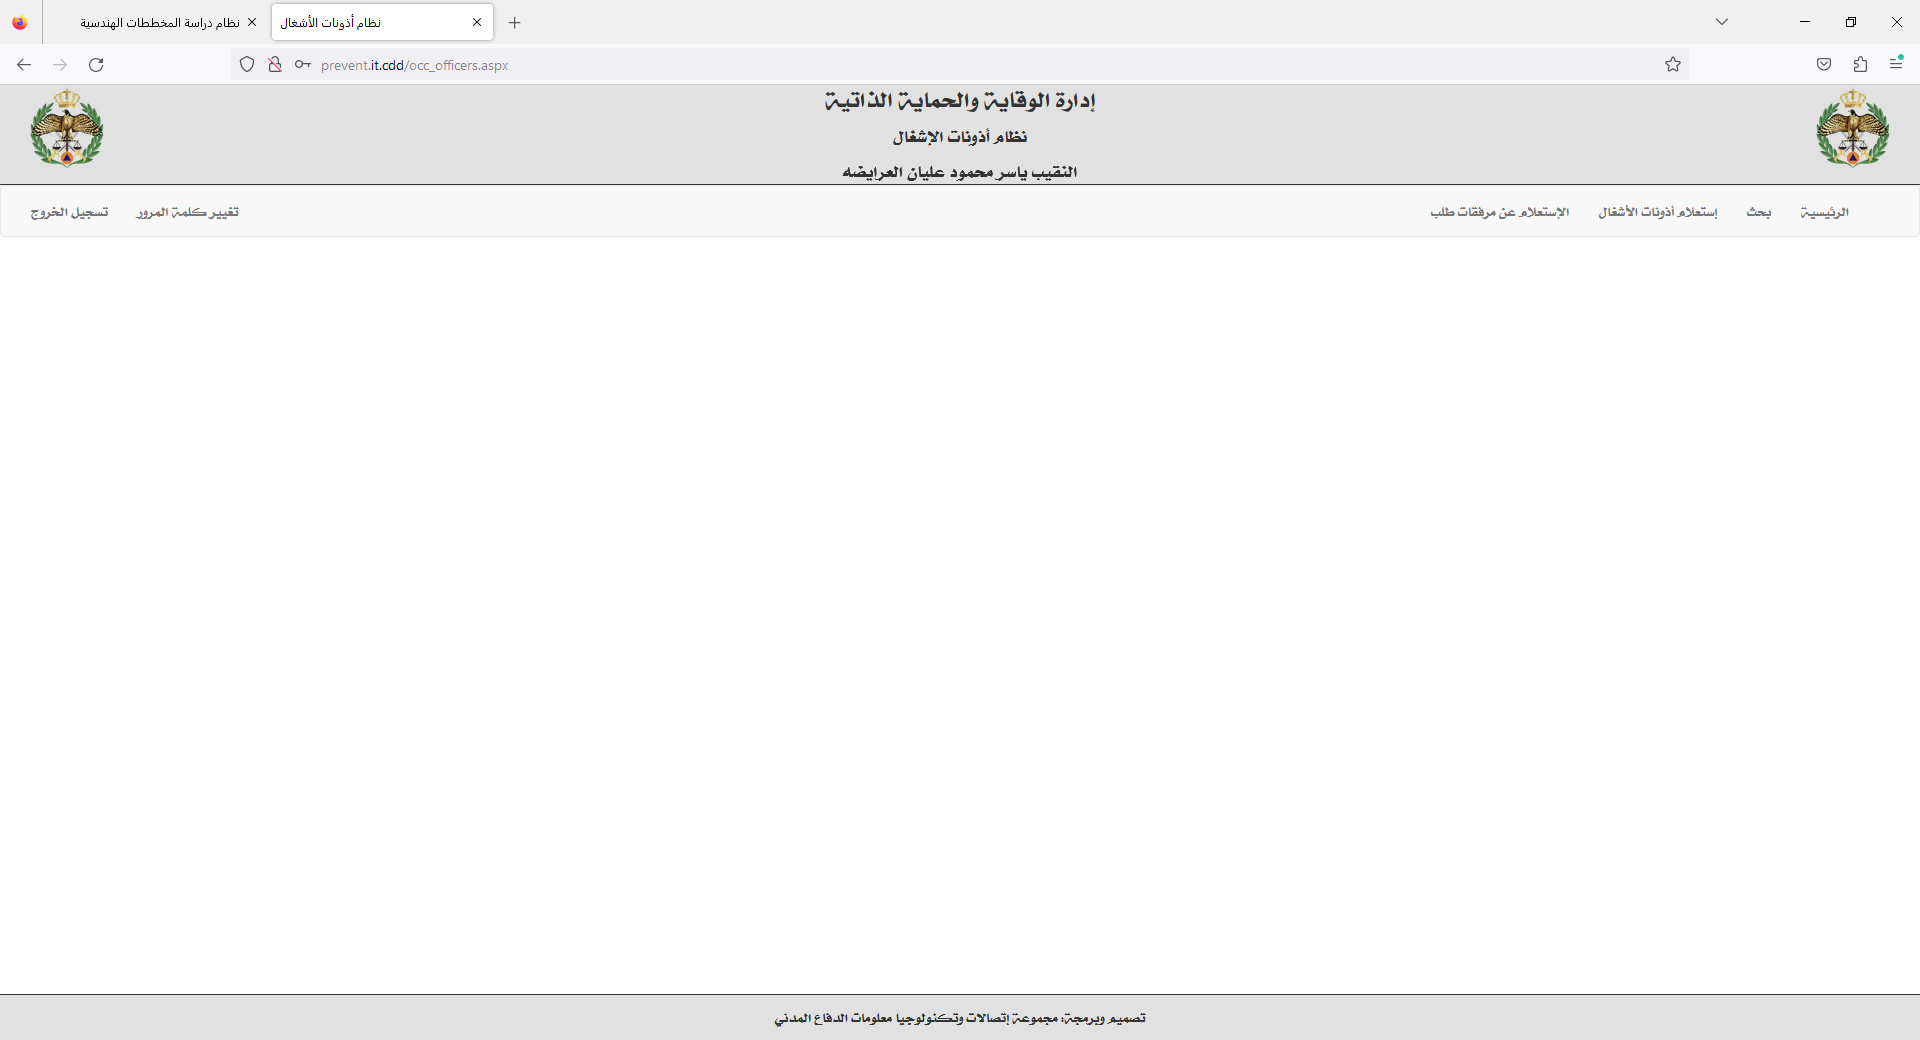 نظام دراسة المخططات الهندسية
نظام أذونات الأشغال
prevent.it.cdd/occ_officers.aspx
إدارة الوقاية والحماية الذاتية
نظام أذونات الإشغال
النقيب ياسر محمود عليان العرايضه
الرئيسية
بحث
إستعلام أذونات الأشغال
الإستعلام عن مرفقات طلب
تغيير كلمة المرور
تسجيل الخروج
تصميم وبرمجة: مجموعة إتصالات وتكنولوجيا معلومات الدفاع المدني